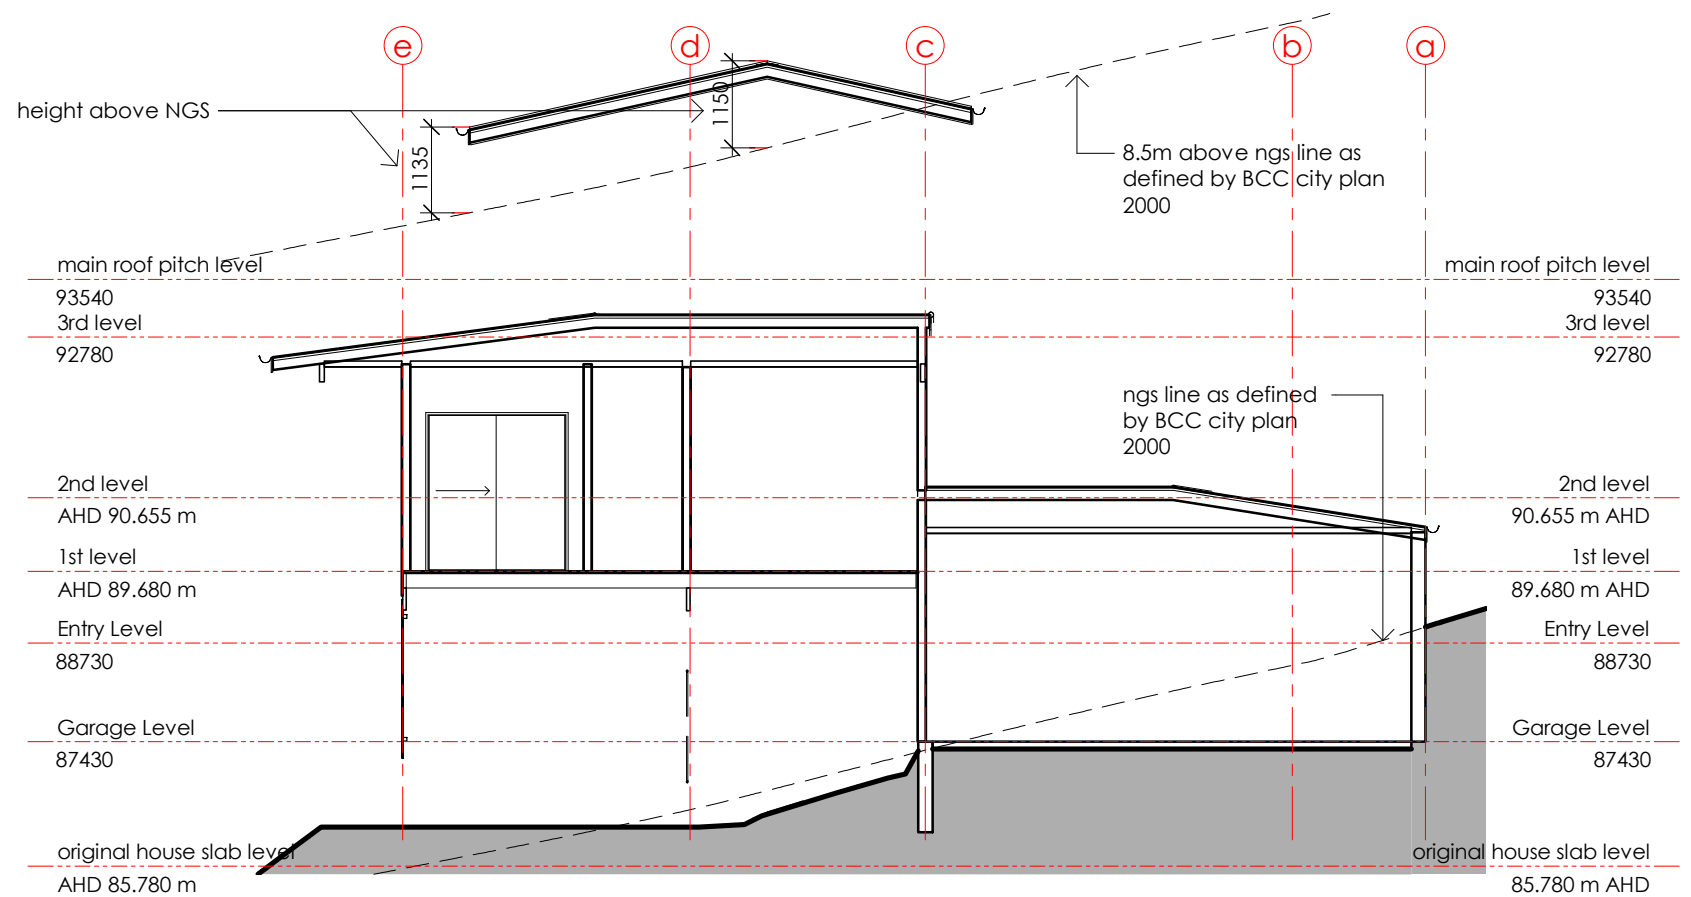 e
d
c
b
a
height above NGS
1135
1150
8.5m above ngs line as
defined by BCC city plan
2000
main roof pitch level
93540
3rd level
92780
main roof pitch level
93540
3rd level
92780
ngs line as defined
by BCC city plan
2000
2nd level
AHD 90.655 m
1st level
AHD 89.680 m
Entry Level
88730
Garage Level
87430
original house slab level
AHD 85.780 m
2nd level
90.655 m AHD
1st level
89.680 m AHD
Entry Level
88730
Garage Level
87430
original house slab level
85.780 m AHD